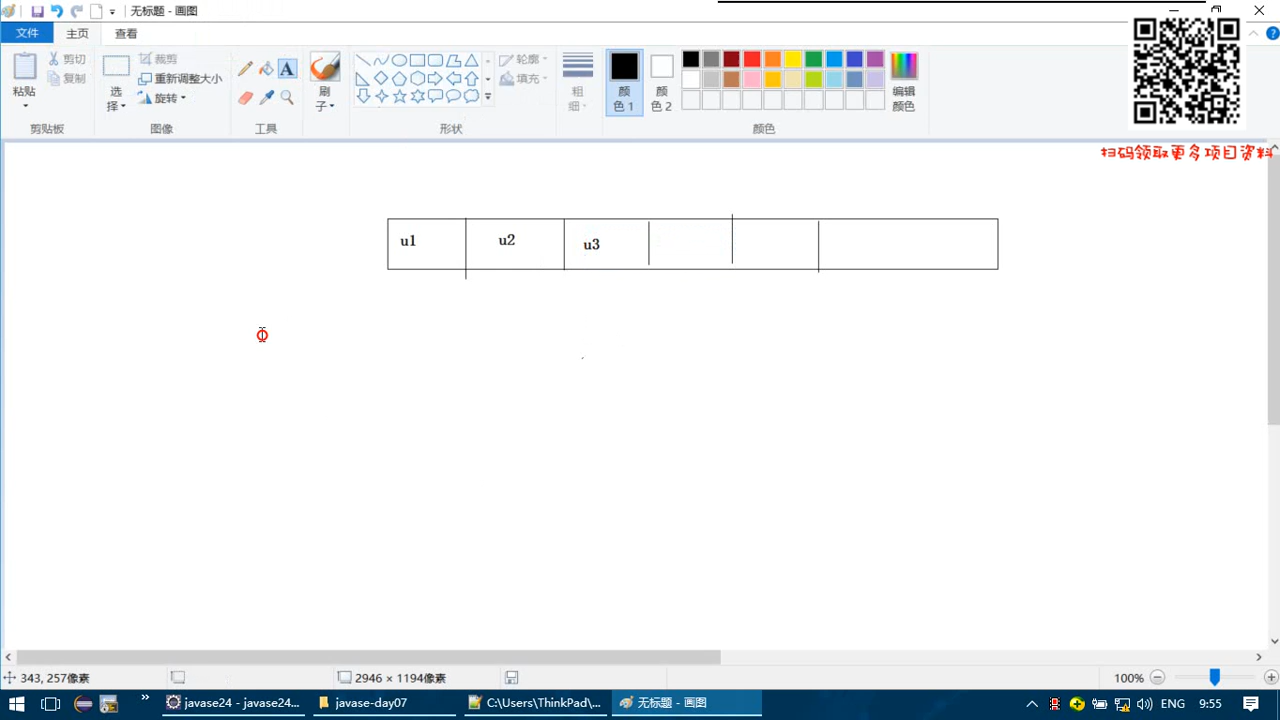 无标题 - 画图
文件 主页 查看
粘贴 剪切 复制
选择 裁剪 重新调整大小 旋转
刷子
轮廓 填充
粗细
颜色 1 颜色 2
编辑颜色
剪贴板 图像 工具 形状 颜色
扫码领取更多项目资料
u1 u2 u3
343, 257像素 2946 × 1194像素 100%
javase24 - javase24... javase-day07 C:\Users\ThinkPad\... 无标题 - 画图 ENG 9:55